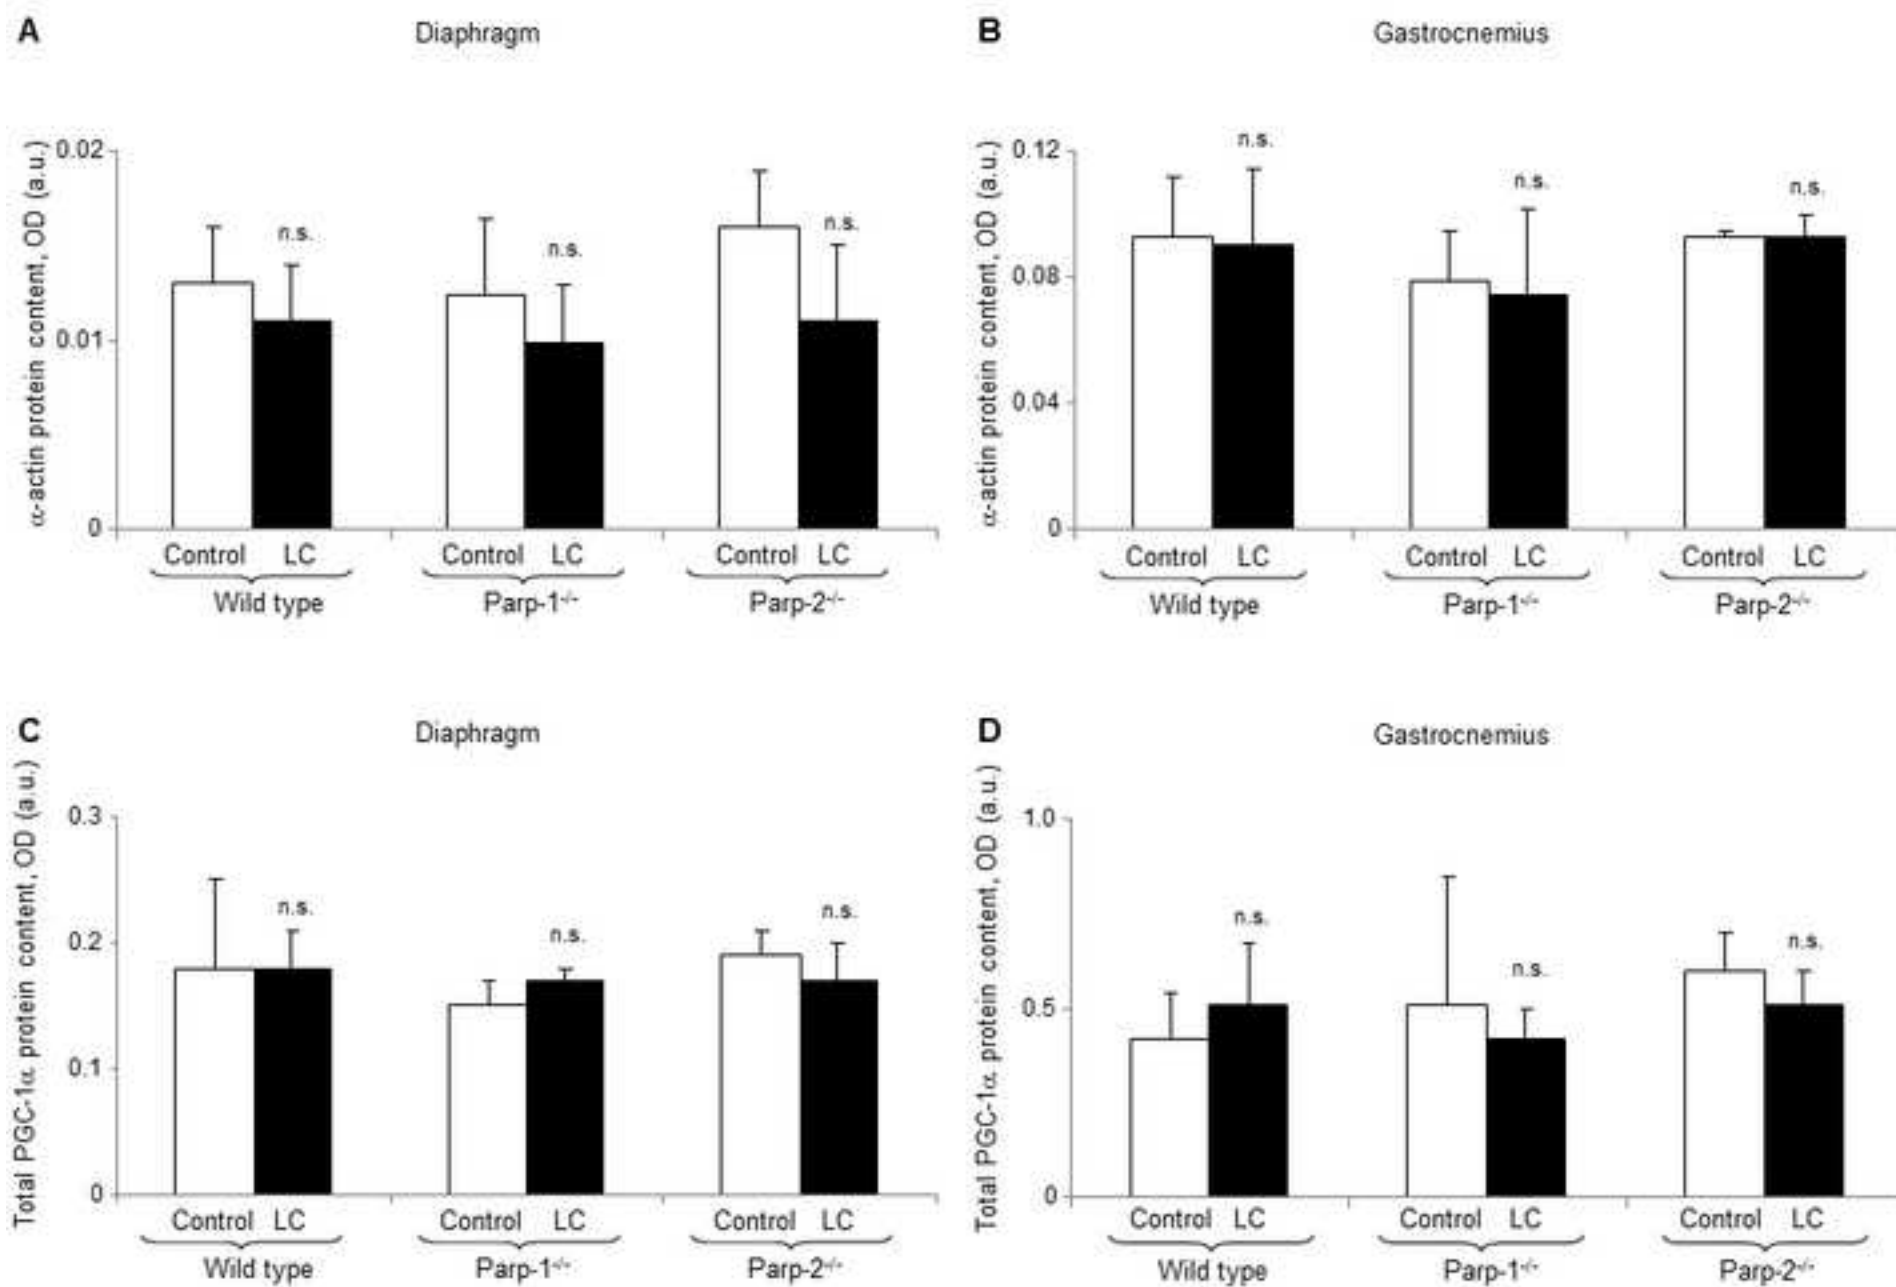 A
Diaphragm
α-actin protein content, OD (a.u.)
0.02
0.01
0
n.s.
n.s.
n.s.
Control LC
Control LC
Control LC
Wild type
Parp-1-/-
Parp-2-/-
B
Gastrocnemius
α-actin protein content, OD (a.u.)
0.12
0.08
0.04
0
n.s.
n.s.
n.s.
Control LC
Control LC
Control LC
Wild type
Parp-1-/-
Parp-2-/-
C
Diaphragm
Total PGC-1α protein content, OD (a.u.)
0.3
0.2
0.1
0
n.s.
n.s.
n.s.
Control LC
Control LC
Control LC
Wild type
Parp-1-/-
Parp-2-/-
D
Gastrocnemius
Total PGC-1α protein content, OD (a.u.)
1.0
0.5
0
n.s.
n.s.
n.s.
Control LC
Control LC
Control LC
Wild type
Parp-1-/-
Parp-2-/-